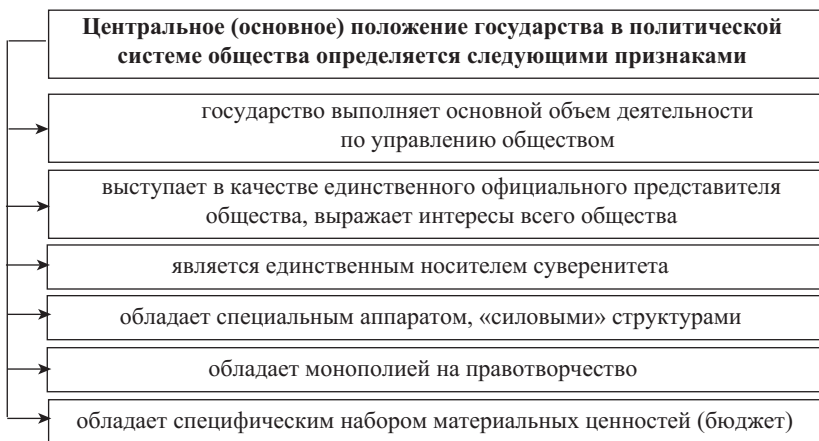 Центральное (основное) положение государства в политической
системе общества определяется следующими признаками
государство выполняет основной объем деятельности
по управлению обществом
выступает в качестве единственного официального представителя
общества, выражает интересы всего общества
является единственным носителем суверенитета
обладает специальным аппаратом, «силовыми» структурами
обладает монополией на правотворчество
обладает специфическим набором материальных ценностей (бюджет)